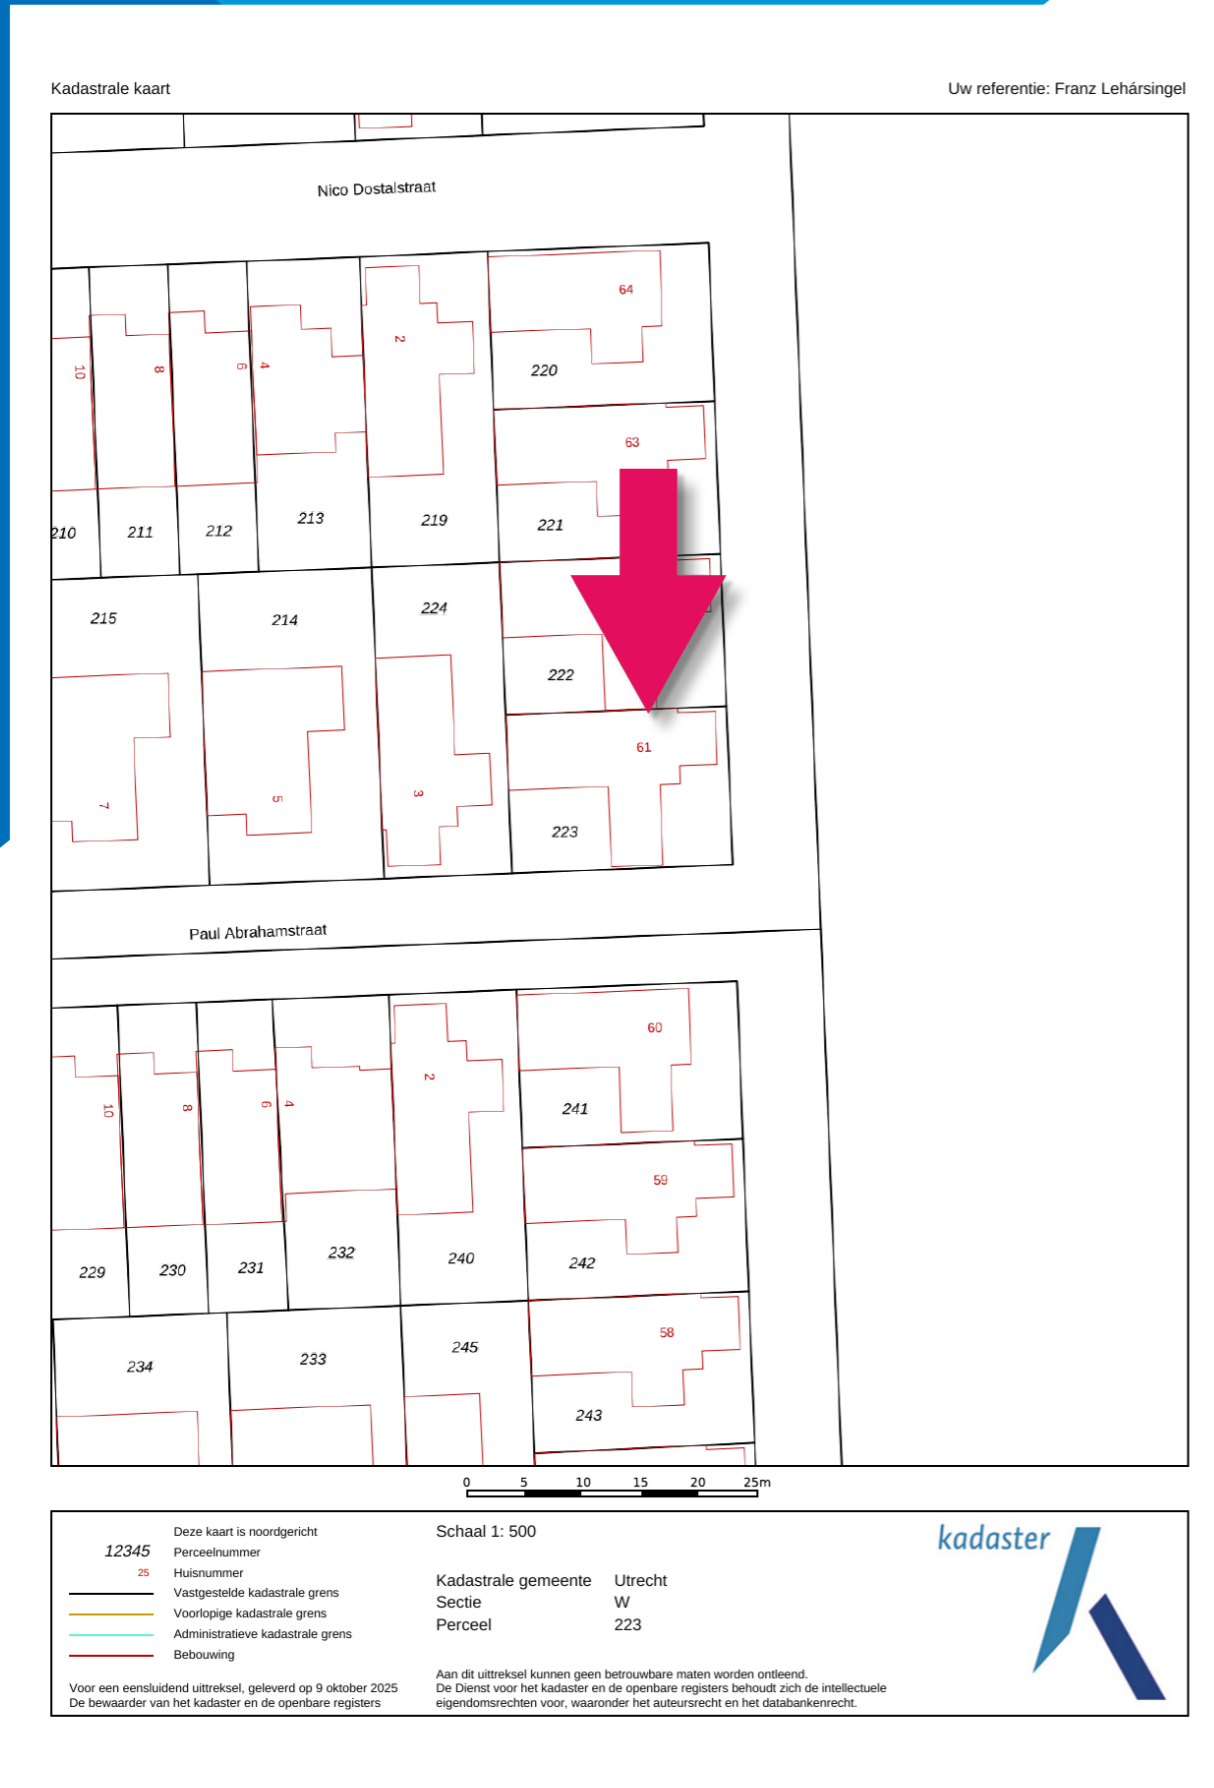 Kadastrale kaart
Uw referentie: Franz Lehársingel
Nico Dostalstraat
64
2
10
8
6
4
220
63
210
211
212
213
219
221
215
214
224
222
61
7
5
3
223
Paul Abrahamstraat
60
2
10
8
6
4
241
59
229
230
231
232
240
242
234
233
245
58
243
0 5 10 15 20 25m
Deze kaart is noordgericht
12345 Perceelnummer
25 Huisnummer
Vastgestelde kadastrale grens
Voorlopige kadastrale grens
Administratieve kadastrale grens
Bebouwing
Voor een eensluidend uittreksel, geleverd op 9 oktober 2025
De bewaarder van het kadaster en de openbare registers
Schaal 1: 500
Kadastrale gemeente Utrecht
Sectie W
Perceel 223
Aan dit uittreksel kunnen geen betrouwbare maten worden ontleend.
De Dienst voor het kadaster en de openbare registers behoudt zich de intellectuele
eigendomsrechten voor, waaronder het auteursrecht en het databankenrecht.
kadaster